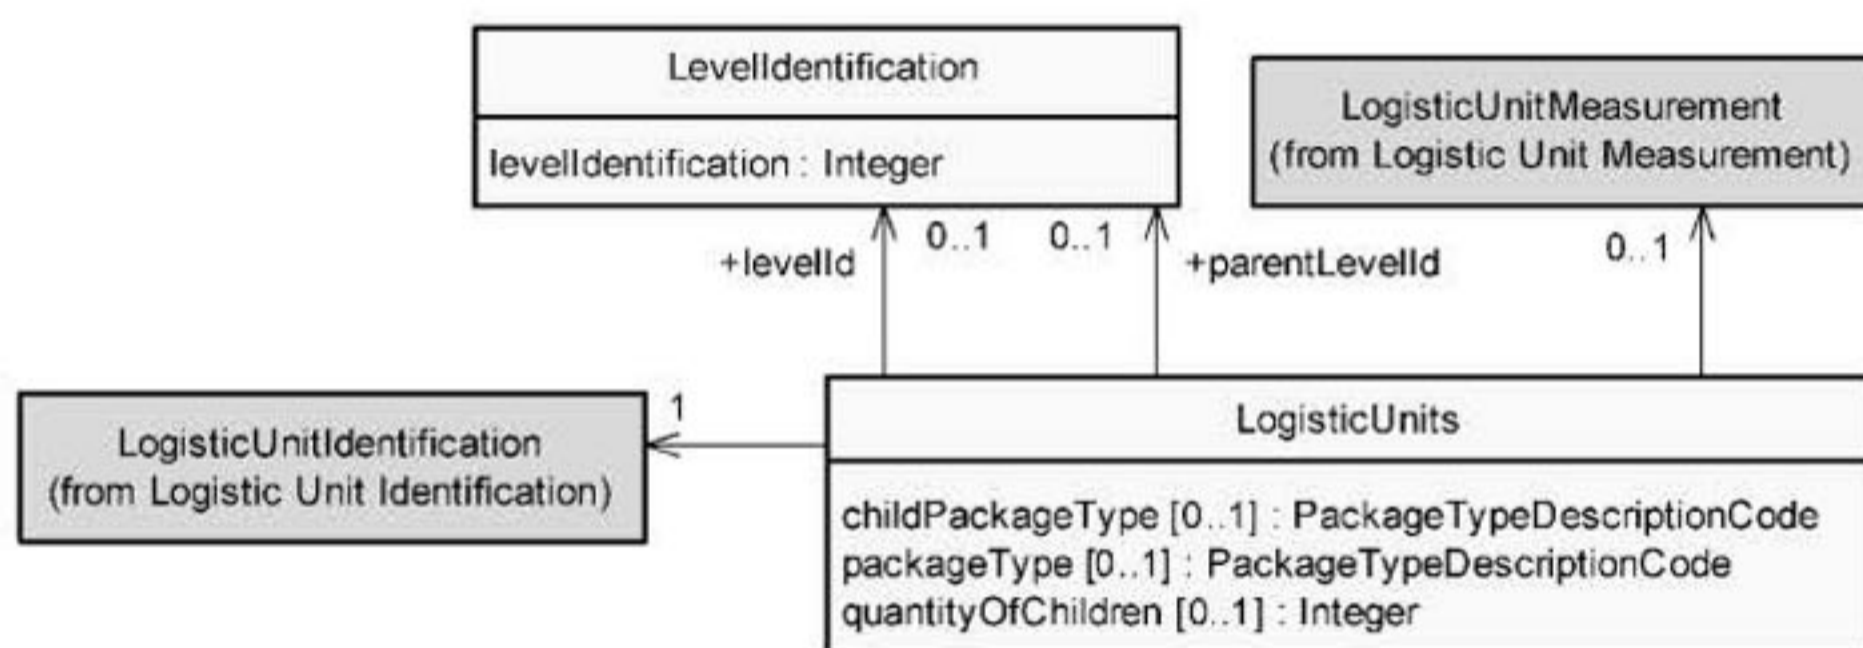 LevelIdentification
levelIdentification : Integer
LogisticUnitMeasurement
(from Logistic Unit Measurement)
0..1
0..1
+levelId
+parentLevelId
0..1
LogisticUnitIdentification
(from Logistic Unit Identification)
1
LogisticUnits
childPackageType [0..1] : PackageTypeDescriptionCode
packageType [0..1] : PackageTypeDescriptionCode
quantityOfChildren [0..1] : Integer